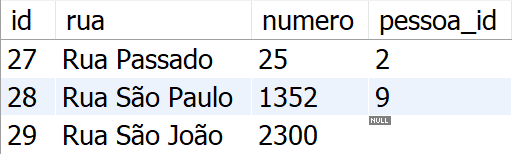 id rua numero pessoa_id
27 Rua Passado 25 2
28 Rua São Paulo 1352 9
29 Rua São João 2300 NULL